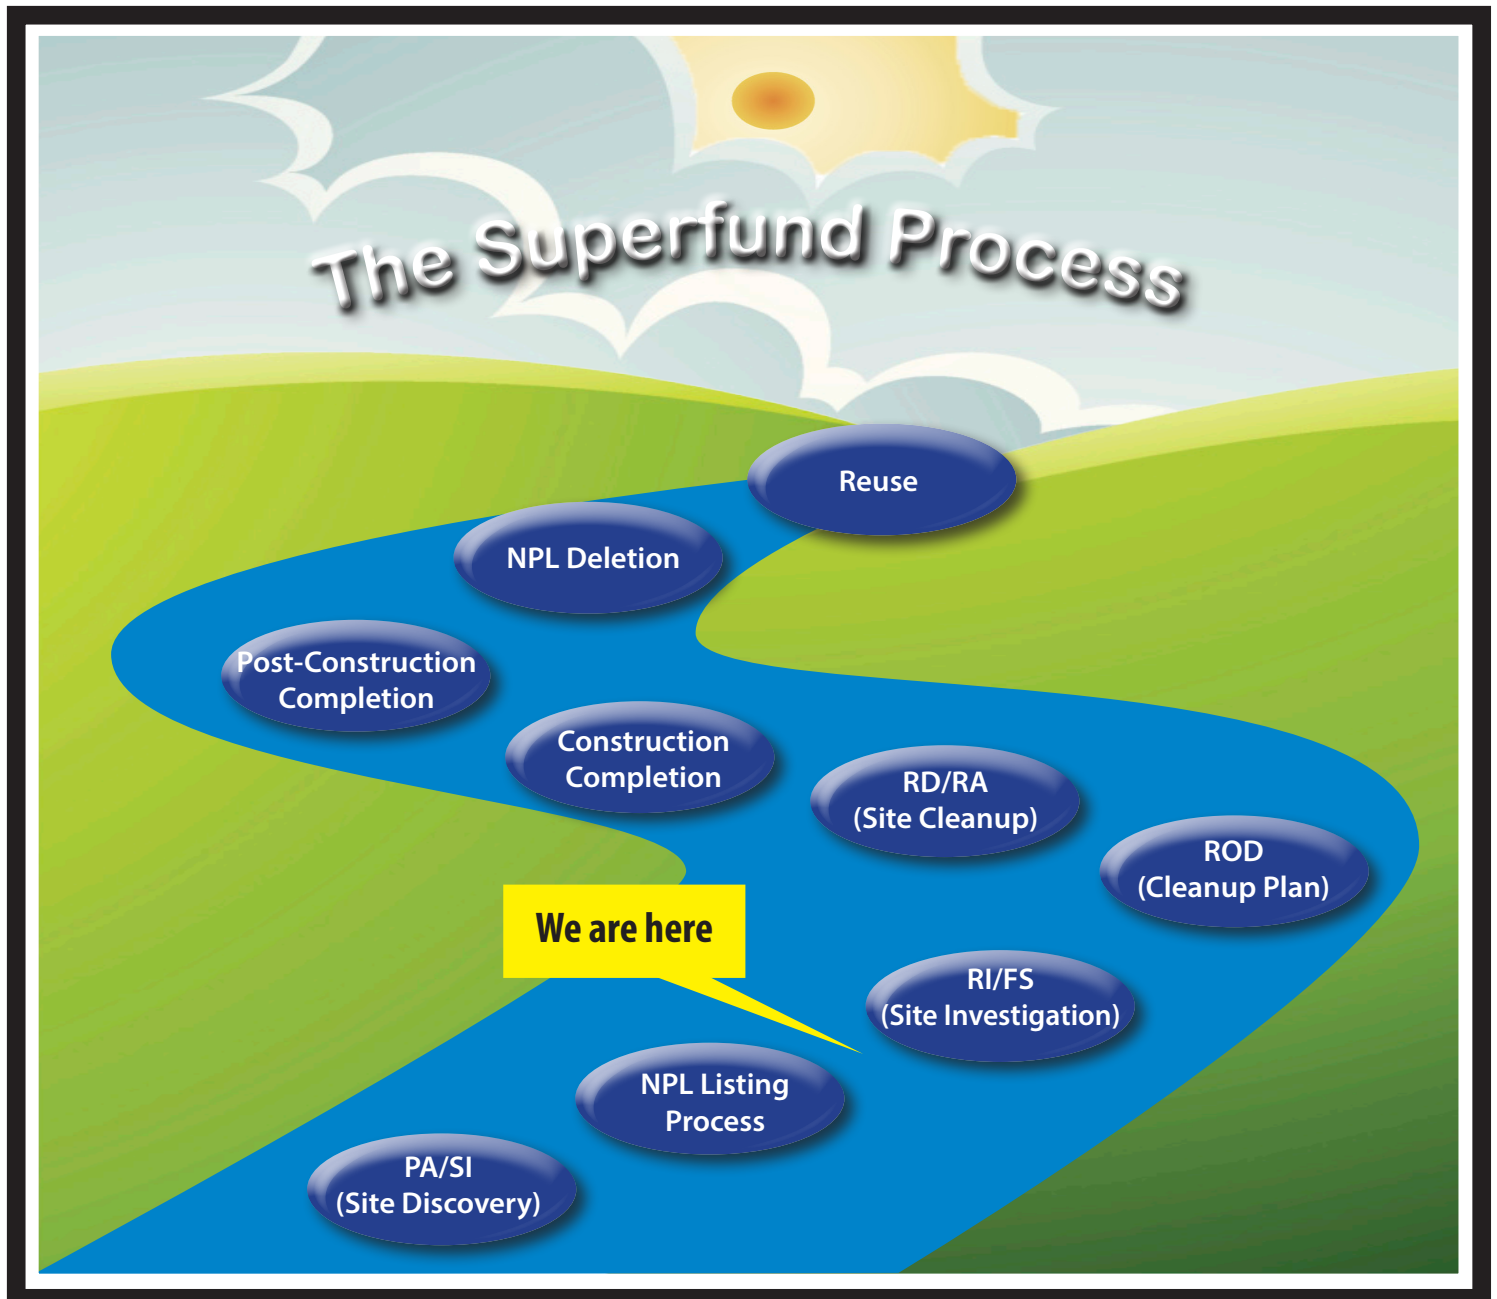 The Superfund Process
Reuse
NPL Deletion
Post-Construction
Completion
Construction
Completion
RD/RA
(Site Cleanup)
ROD
(Cleanup Plan)
We are here
RI/FS
(Site Investigation)
NPL Listing
Process
PA/SI
(Site Discovery)